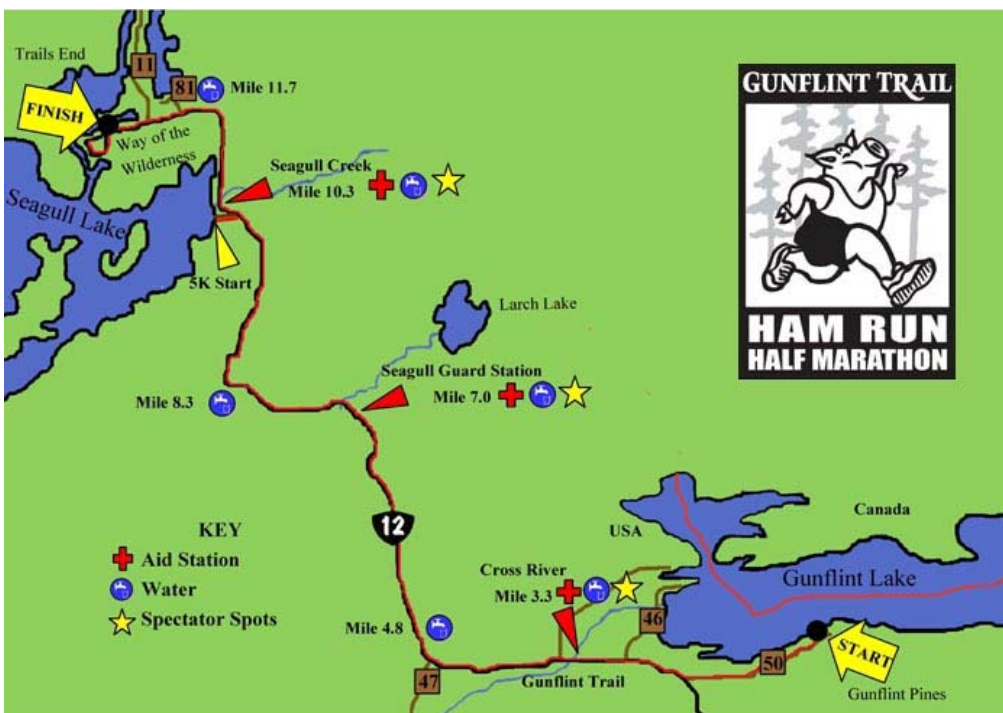 Trails End
11
81
Mile 11.7
FINISH
Way of the
Wilderness
Seagull Creek
Mile 10.3
Seagull Lake
5K Start
GUNFLINT TRAIL
HAM RUN
HALF MARATHON
Larch Lake
Seagull Guard Station
Mile 7.0
Mile 8.3
12
KEY
Aid Station
Water
Spectator Spots
USA
Canada
Cross River
Mile 3.3
Gunflint Lake
Mile 4.8
46
47
50
START
Gunflint Trail
Gunflint Pines